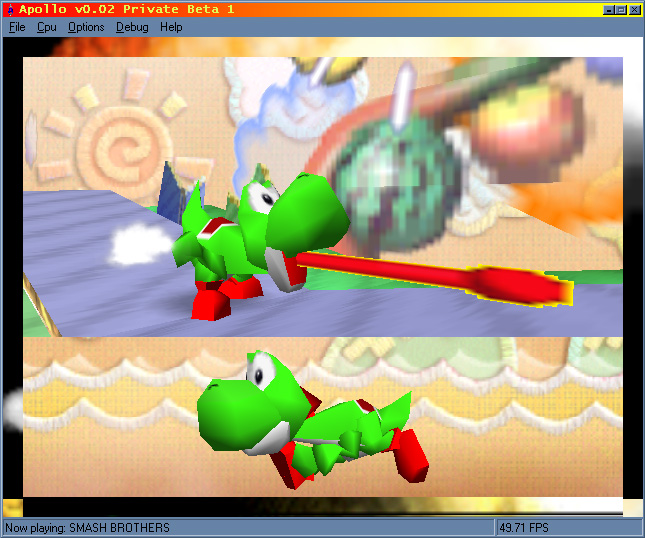 Apollo v0.02 Private Beta 1
File Cpu Options Debug Help
Now playing: SMASH BROTHERS 49.71 FPS